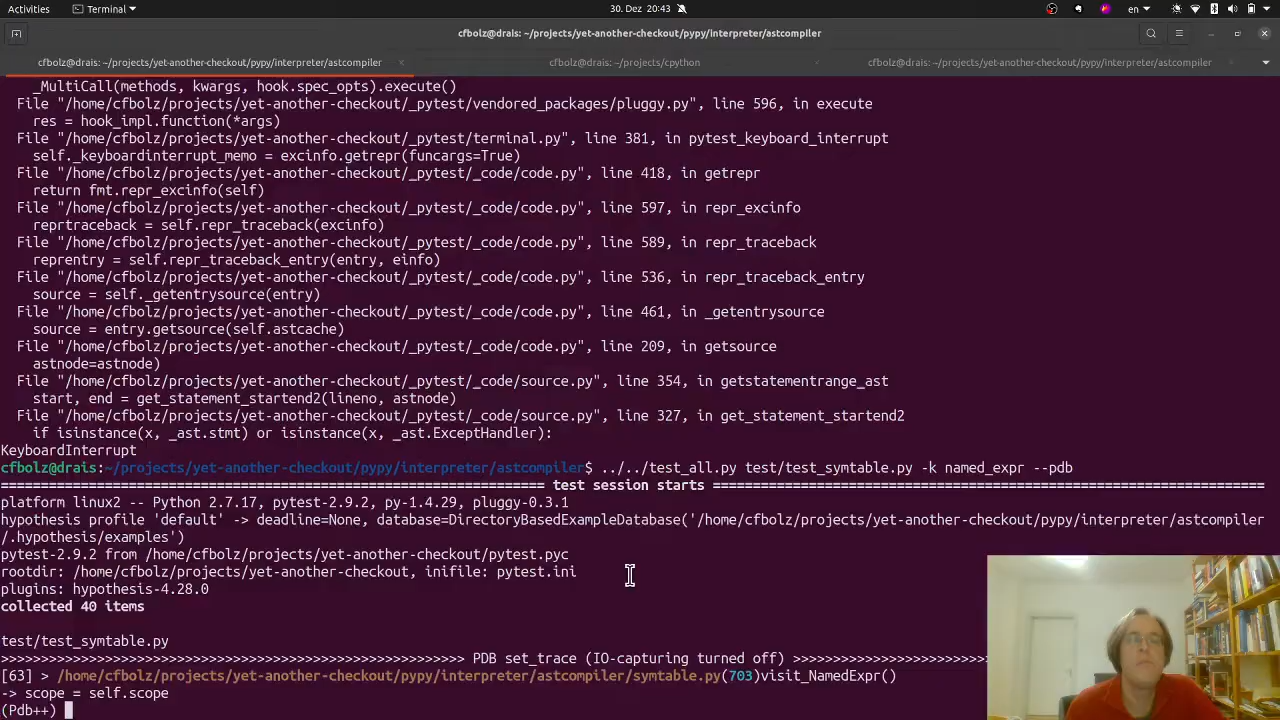 Activities
Terminal
30. Dez 20:43
en
cfbolz@drais: ~/projects/yet-another-checkout/pypy/interpreter/astcompiler
cfbolz@drais: ~/projects/yet-another-checkout/pypy/interpreter/astcompiler
cfbolz@drais: ~/projects/cpython
cfbolz@drais: ~/projects/yet-another-checkout/pypy/interpreter/astcompiler
_MultiCall(methods, kwargs, hook.spec_opts).execute()
File "/home/cfbolz/projects/yet-another-checkout/_pytest/vendored_packages/pluggy.py", line 596, in execute
res = hook_impl.function(*args)
File "/home/cfbolz/projects/yet-another-checkout/_pytest/terminal.py", line 381, in pytest_keyboard_interrupt
self._keyboardinterrupt_memo = excinfo.getrepr(funcargs=True)
File "/home/cfbolz/projects/yet-another-checkout/_pytest/_code/code.py", line 418, in getrepr
return fmt.repr_excinfo(self)
File "/home/cfbolz/projects/yet-another-checkout/_pytest/_code/code.py", line 597, in repr_excinfo
reprtraceback = self.repr_traceback(excinfo)
File "/home/cfbolz/projects/yet-another-checkout/_pytest/_code/code.py", line 589, in repr_traceback
reprentry = self.repr_traceback_entry(entry, einfo)
File "/home/cfbolz/projects/yet-another-checkout/_pytest/_code/code.py", line 536, in repr_traceback_entry
source = self._getentrysource(entry)
File "/home/cfbolz/projects/yet-another-checkout/_pytest/_code/code.py", line 461, in _getentrysource
source = entry.getsource(self.astcache)
File "/home/cfbolz/projects/yet-another-checkout/_pytest/_code/code.py", line 209, in getsource
astnode=astnode)
File "/home/cfbolz/projects/yet-another-checkout/_pytest/_code/source.py", line 354, in getstatementrange_ast
start, end = get_statement_startend2(lineno, astnode)
File "/home/cfbolz/projects/yet-another-checkout/_pytest/_code/source.py", line 327, in get_statement_startend2
if isinstance(x, _ast.stmt) or isinstance(x, _ast.ExceptHandler):
KeyboardInterrupt
cfbolz@drais:~/projects/yet-another-checkout/pypy/interpreter/astcompiler$ ../../test_all.py test/test_symtable.py -k named_expr --pdb
==================================================================== test session starts =====================================================================
platform linux2 -- Python 2.7.17, pytest-2.9.2, py-1.4.29, pluggy-0.3.1
hypothesis profile 'default' -> deadline=None, database=DirectoryBasedExampleDatabase('/home/cfbolz/projects/yet-another-checkout/pypy/interpreter/astcompiler
/.hypothesis/examples')
pytest-2.9.2 from /home/cfbolz/projects/yet-another-checkout/pytest.pyc
rootdir: /home/cfbolz/projects/yet-another-checkout, inifile: pytest.ini
plugins: hypothesis-4.28.0
collected 40 items
test/test_symtable.py
>>>>>>>>>>>>>>>>>>>>>>>>>>>>>>>>>>>>>>>>>>>>>>>>>>>>>>>>>> PDB set_trace (IO-capturing turned off) >>>>>>>>>>>>>>>>>>>>>>>>>
[63] > /home/cfbolz/projects/yet-another-checkout/pypy/interpreter/astcompiler/symtable.py(703)visit_NamedExpr()
-> scope = self.scope
(Pdb++)